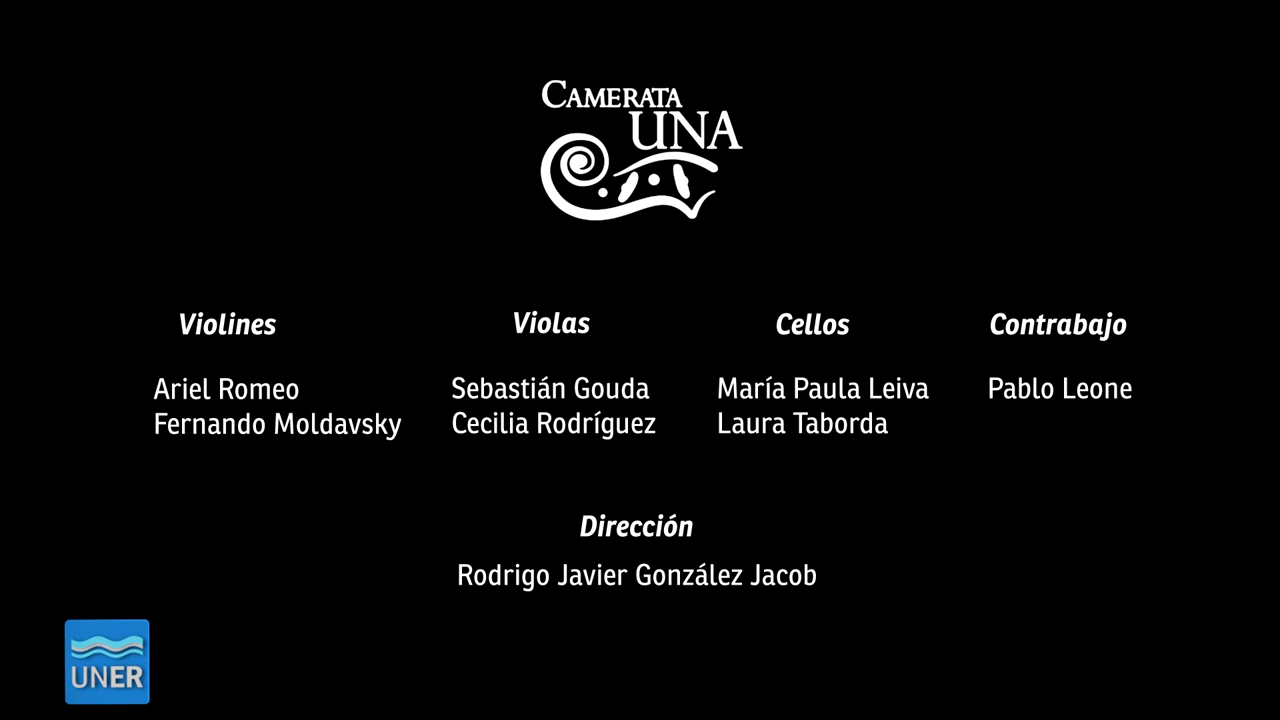 CAMERATA
UNA
Violines
Ariel Romeo
Fernando Moldavsky
Violas
Sebastián Gouda
Cecilia Rodríguez
Cellos
María Paula Leiva
Laura Taborda
Contrabajo
Pablo Leone
Dirección
Rodrigo Javier González Jacob
UNER